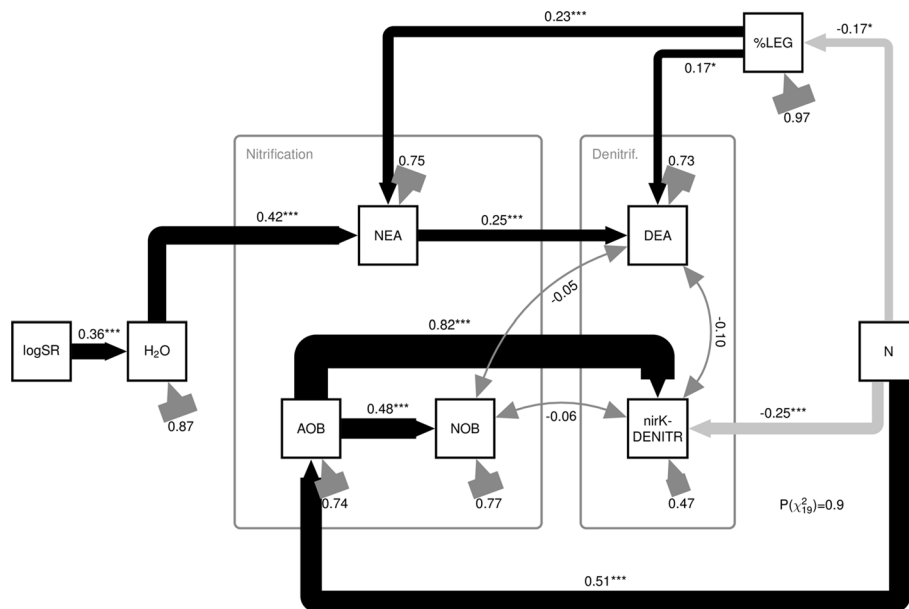 0.23***
%LEG
-0.17*
0.17*
0.97
Nitrification
Denitrif.
0.75
0.73
0.42***
NEA
0.25***
DEA
-0.05
-0.10
logSR
0.36***
H₂O
0.82***
N
0.87
AOB
0.48***
NOB
-0.06
nirK-
DENITR
-0.25***
0.74
0.77
0.47
P(χ²₁₉)=0.9
0.51***